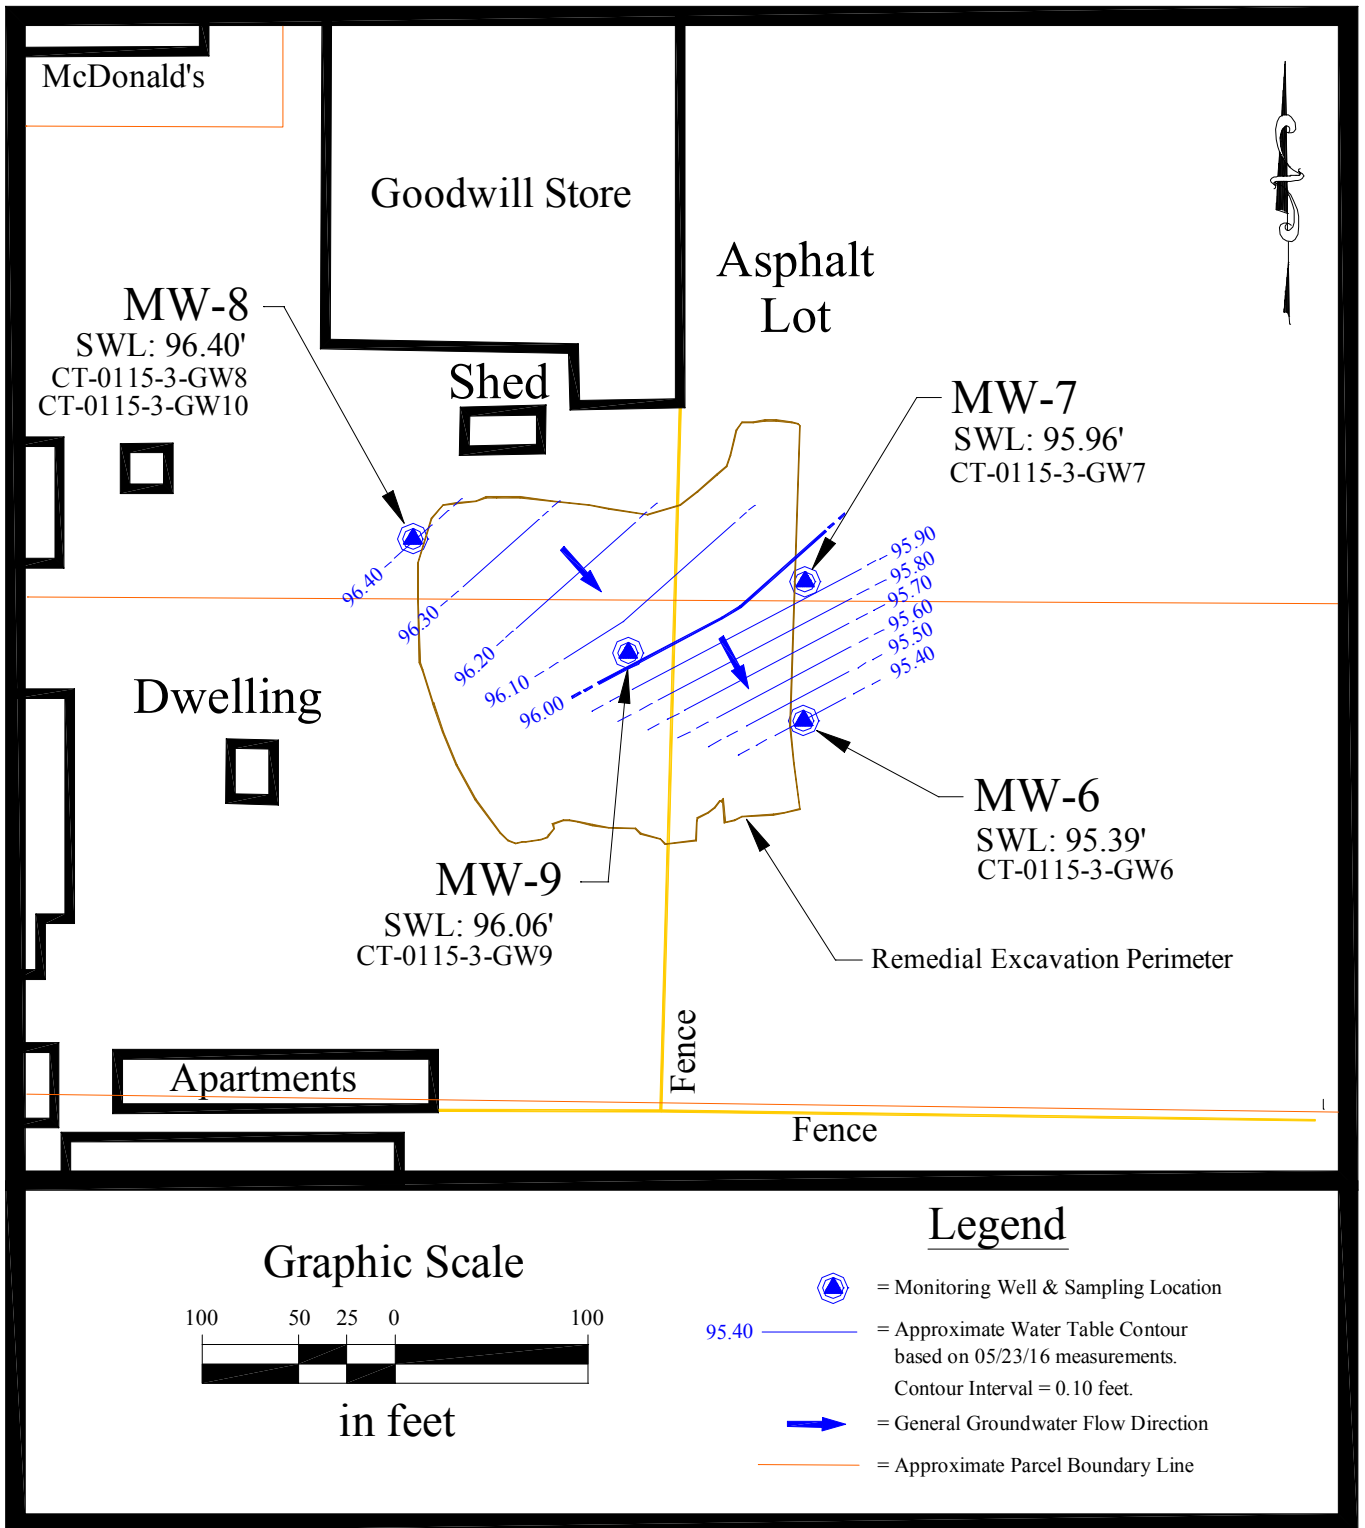 McDonald's
Goodwill Store
Asphalt
Lot
MW-8
SWL: 96.40'
CT-0115-3-GW8
CT-0115-3-GW10
Shed
MW-7
SWL: 95.96'
CT-0115-3-GW7
96.40
96.30
96.20
96.10
96.00
95.90
95.80
95.70
95.60
95.50
95.40
Dwelling
MW-6
SWL: 95.39'
CT-0115-3-GW6
MW-9
SWL: 96.06'
CT-0115-3-GW9
Remedial Excavation Perimeter
Fence
Apartments
Fence
Graphic Scale
100 50 25 0 100
in feet
Legend
= Monitoring Well & Sampling Location
95.40 = Approximate Water Table Contour
based on 05/23/16 measurements.
Contour Interval = 0.10 feet.
= General Groundwater Flow Direction
= Approximate Parcel Boundary Line